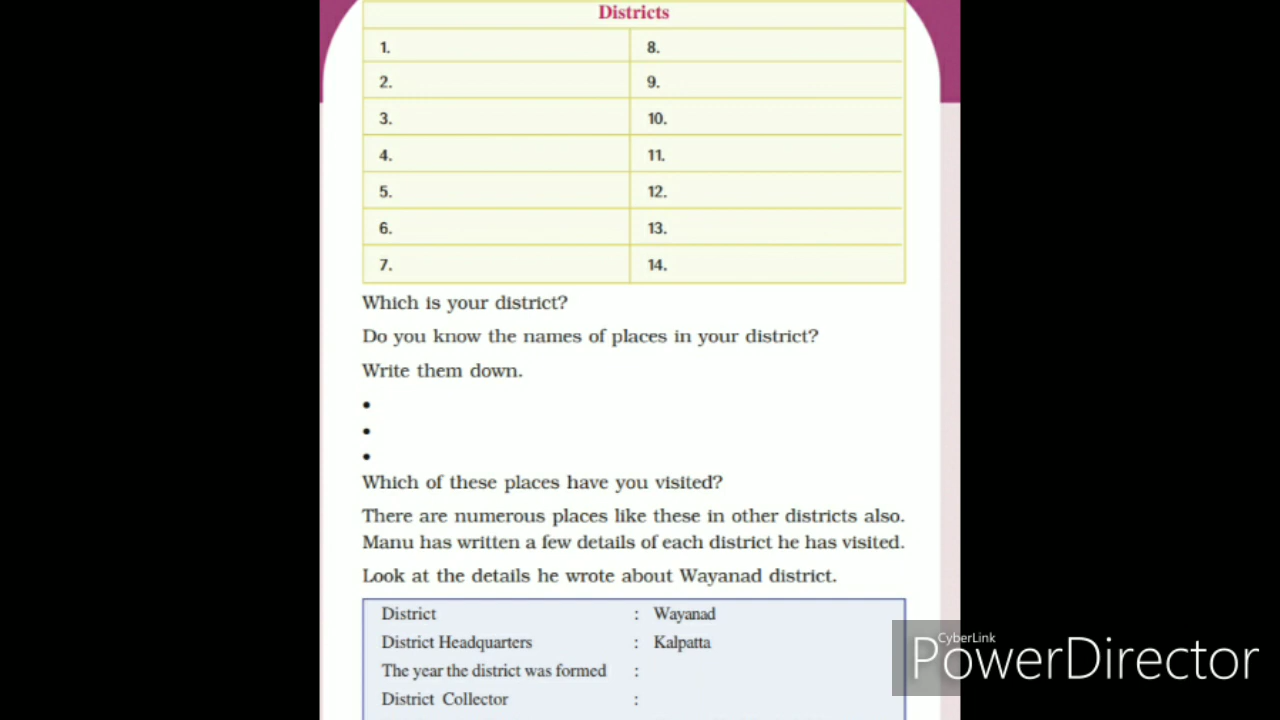 Districts
1. 8.
2. 9.
3. 10.
4. 11.
5. 12.
6. 13.
7. 14.
Which is your district?
Do you know the names of places in your district?
Write them down.
•
•
•
Which of these places have you visited?
There are numerous places like these in other districts also.
Manu has written a few details of each district he has visited.
Look at the details he wrote about Wayanad district.
District : Wayanad
District Headquarters : Kalpatta
The year the district was formed :
District Collector :
CyberLink
PowerDirector